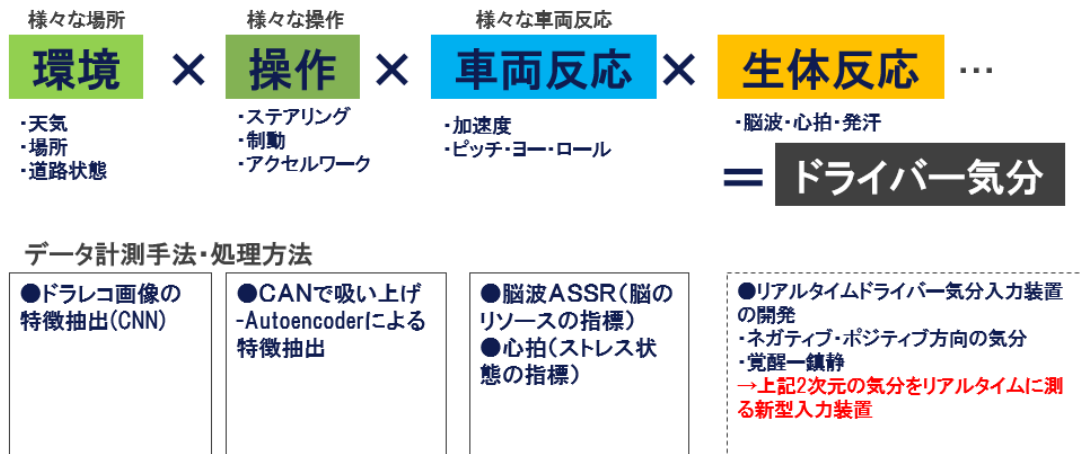 様々な場所
様々な操作
様々な車両反応
環境 × 操作 × 車両反応 × 生体反応 …
・天気
・場所
・道路状態
・ステアリング
・制動
・アクセルワーク
・加速度
・ピッチ・ヨー・ロール
・脳波・心拍・発汗
＝ ドライバー気分
データ計測手法・処理方法
●ドラレコ画像の
特徴抽出(CNN)
●CANで吸い上げ
-Autoencoderによる
特徴抽出
●脳波ASSR(脳の
リソースの指標)
●心拍(ストレス状
態の指標)
●リアルタイムドライバー気分入力装置
の開発
・ネガティブ・ポジティブ方向の気分
・覚醒ー鎮静
→上記2次元の気分をリアルタイムに測
る新型入力装置